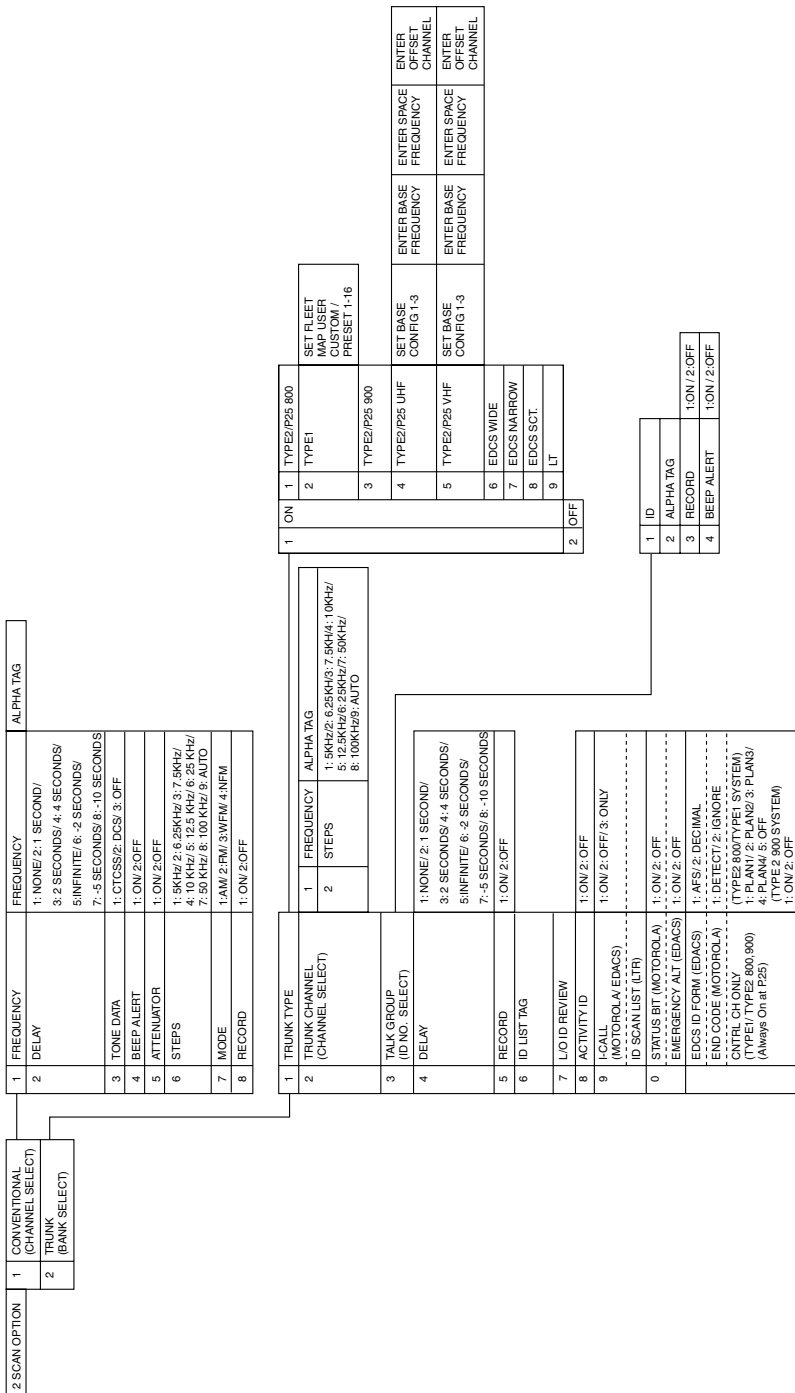 2 SCAN OPTION
1 CONVENTIONAL
(CHANNEL SELECT)
2 TRUNK
(BANK SELECT)
1 FREQUENCY FREQUENCY ALPHA TAG
2 DELAY 1: NONE/ 2: 1 SECOND/
3: 2 SECONDS/ 4: 4 SECONDS/
5:INFINITE/ 6: -2 SECONDS/
7: -5 SECONDS/ 8: -10 SECONDS
3 TONE DATA 1: CTCSS/2: DCS/ 3: OFF
4 BEEP ALERT 1: ON/ 2:OFF
5 ATTENUATOR 1: ON/ 2:OFF
6 STEPS 1: 5KHz/ 2: 6.25KHz/ 3: 7.5KHz/
4: 10 KHz/ 5: 12.5 KHz/ 6: 25 KHz/
7: 50 KHz/ 8: 100 KHz/ 9: AUTO
7 MODE 1:AM/ 2:FM/ 3:WFM/ 4:NFM
8 RECORD 1: ON/ 2:OFF
1 TRUNK TYPE
2 TRUNK CHANNEL
(CHANNEL SELECT)
3 TALK GROUP
(ID NO. SELECT)
4 DELAY 1: NONE/ 2: 1 SECOND/
3: 2 SECONDS/ 4: 4 SECONDS/
5:INFINITE/ 6: -2 SECONDS/
7: -5 SECONDS/ 8: -10 SECONDS
5 RECORD 1: ON/ 2:OFF
6 ID LIST TAG
7 L/O ID REVIEW
8 ACTIVITY ID 1: ON/ 2: OFF
9 I-CALL 1: ON/ 2: OFF/ 3: ONLY
(MOTOROLA/ EDACS)
ID SCAN LIST (LTR)
0 STATUS BIT (MOTOROLA) 1: ON/ 2: OFF
EMERGENCY ALT (EDACS) 1: ON/ 2: OFF
EDCS ID FORM (EDACS) 1: AFS/ 2: DECIMAL
END CODE (MOTOROLA) 1: DETECT/ 2: IGNORE
CNTRL CH ONLY (TYPE2 800/TYPE1 SYSTEM)
(TYPE1/ TYPE2 800,900) 1: PLAN1/ 2: PLAN2/ 3: PLAN3/
(Always On at P.25) 4: PLAN4/ 5: OFF
(TYPE 2 900 SYSTEM)
1: ON/ 2: OFF
1 FREQUENCY ALPHA TAG
2 STEPS 1: 5KHz/2: 6.25KH/3: 7.5KH/4: 10KHz/
5: 12.5KHz/6: 25KHz/7: 50KHz/
8: 100KHz/9: AUTO
1 ON
2 OFF
1 TYPE2/P25 800
2 TYPE1 SET FLEET
MAP USER
CUSTOM /
PRESET 1-16
3 TYPE2/P25 900
4 TYPE2/P25 UHF SET BASE
CONFIG 1-3 ENTER BASE
FREQUENCY ENTER SPACE
FREQUENCY ENTER
OFFSET
CHANNEL
5 TYPE2/P25 VHF SET BASE
CONFIG 1-3 ENTER BASE
FREQUENCY ENTER SPACE
FREQUENCY ENTER
OFFSET
CHANNEL
6 EDCS WIDE
7 EDCS NARROW
8 EDCS SCT.
9 LT
1 ID
2 ALPHA TAG
3 RECORD 1:ON / 2:OFF
4 BEEP ALERT 1:ON / 2:OFF